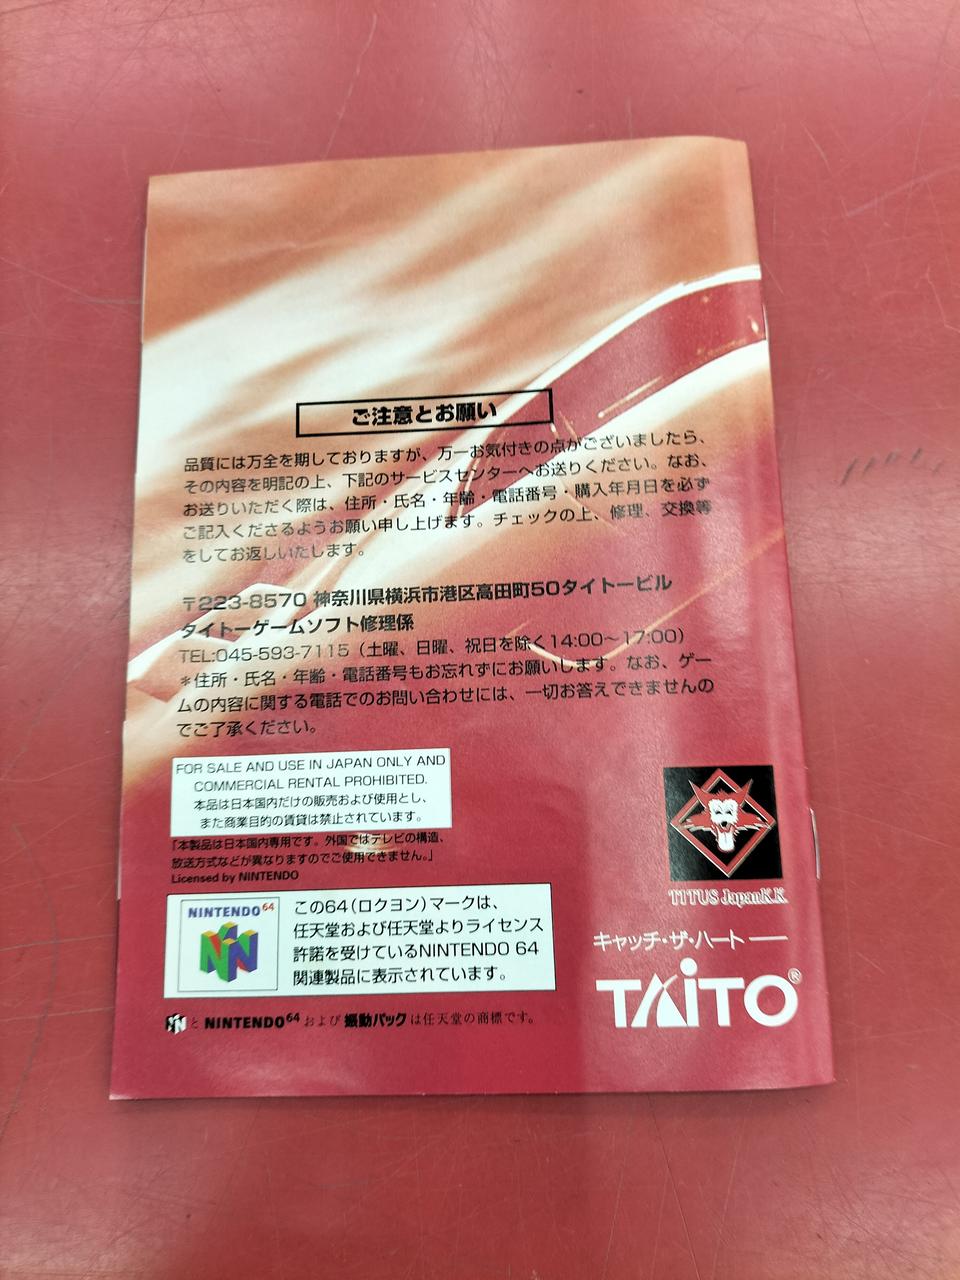 ご注意とお願い
品質には万全を期しておりますが、万一お気付きの点がございましたら、
その内容を明記の上、下記のサービスセンターへお送りください。なお、
お送りいただく際は、住所・氏名・年齢・電話番号・購入年月日を必ず
ご記入くださるようお願い申し上げます。チェックの上、修理、交換等
をしてお返しいたします。
〒223-8570 神奈川県横浜市港区高田町50タイトービル
タイトーゲームソフト修理係
TEL:045-593-7115（土曜、日曜、祝日を除く14:00～17:00）
＊住所・氏名・年齢・電話番号もお忘れずにお願いします。なお、ゲー
ムの内容に関する電話でのお問い合わせには、一切お答えできませんの
でご了承ください。
FOR SALE AND USE IN JAPAN ONLY AND
COMMERCIAL RENTAL PROHIBITED.
本品は日本国内だけの販売および使用とし、
また商業目的の賃貸は禁止されています。
「本製品は日本国内専用です。外国ではテレビの構造、
放送方式などが異なりますのでご使用できません。」
Licensed by NINTENDO
NINTENDO 64
この64（ロクヨン）マークは、
任天堂および任天堂よりライセンス
許諾を受けているNINTENDO 64
関連製品に表示されています。
と NINTENDO64 および 振動パック は任天堂の商標です。
TITUS Japan K.K.
キャッチ・ザ・ハート
TAITO®